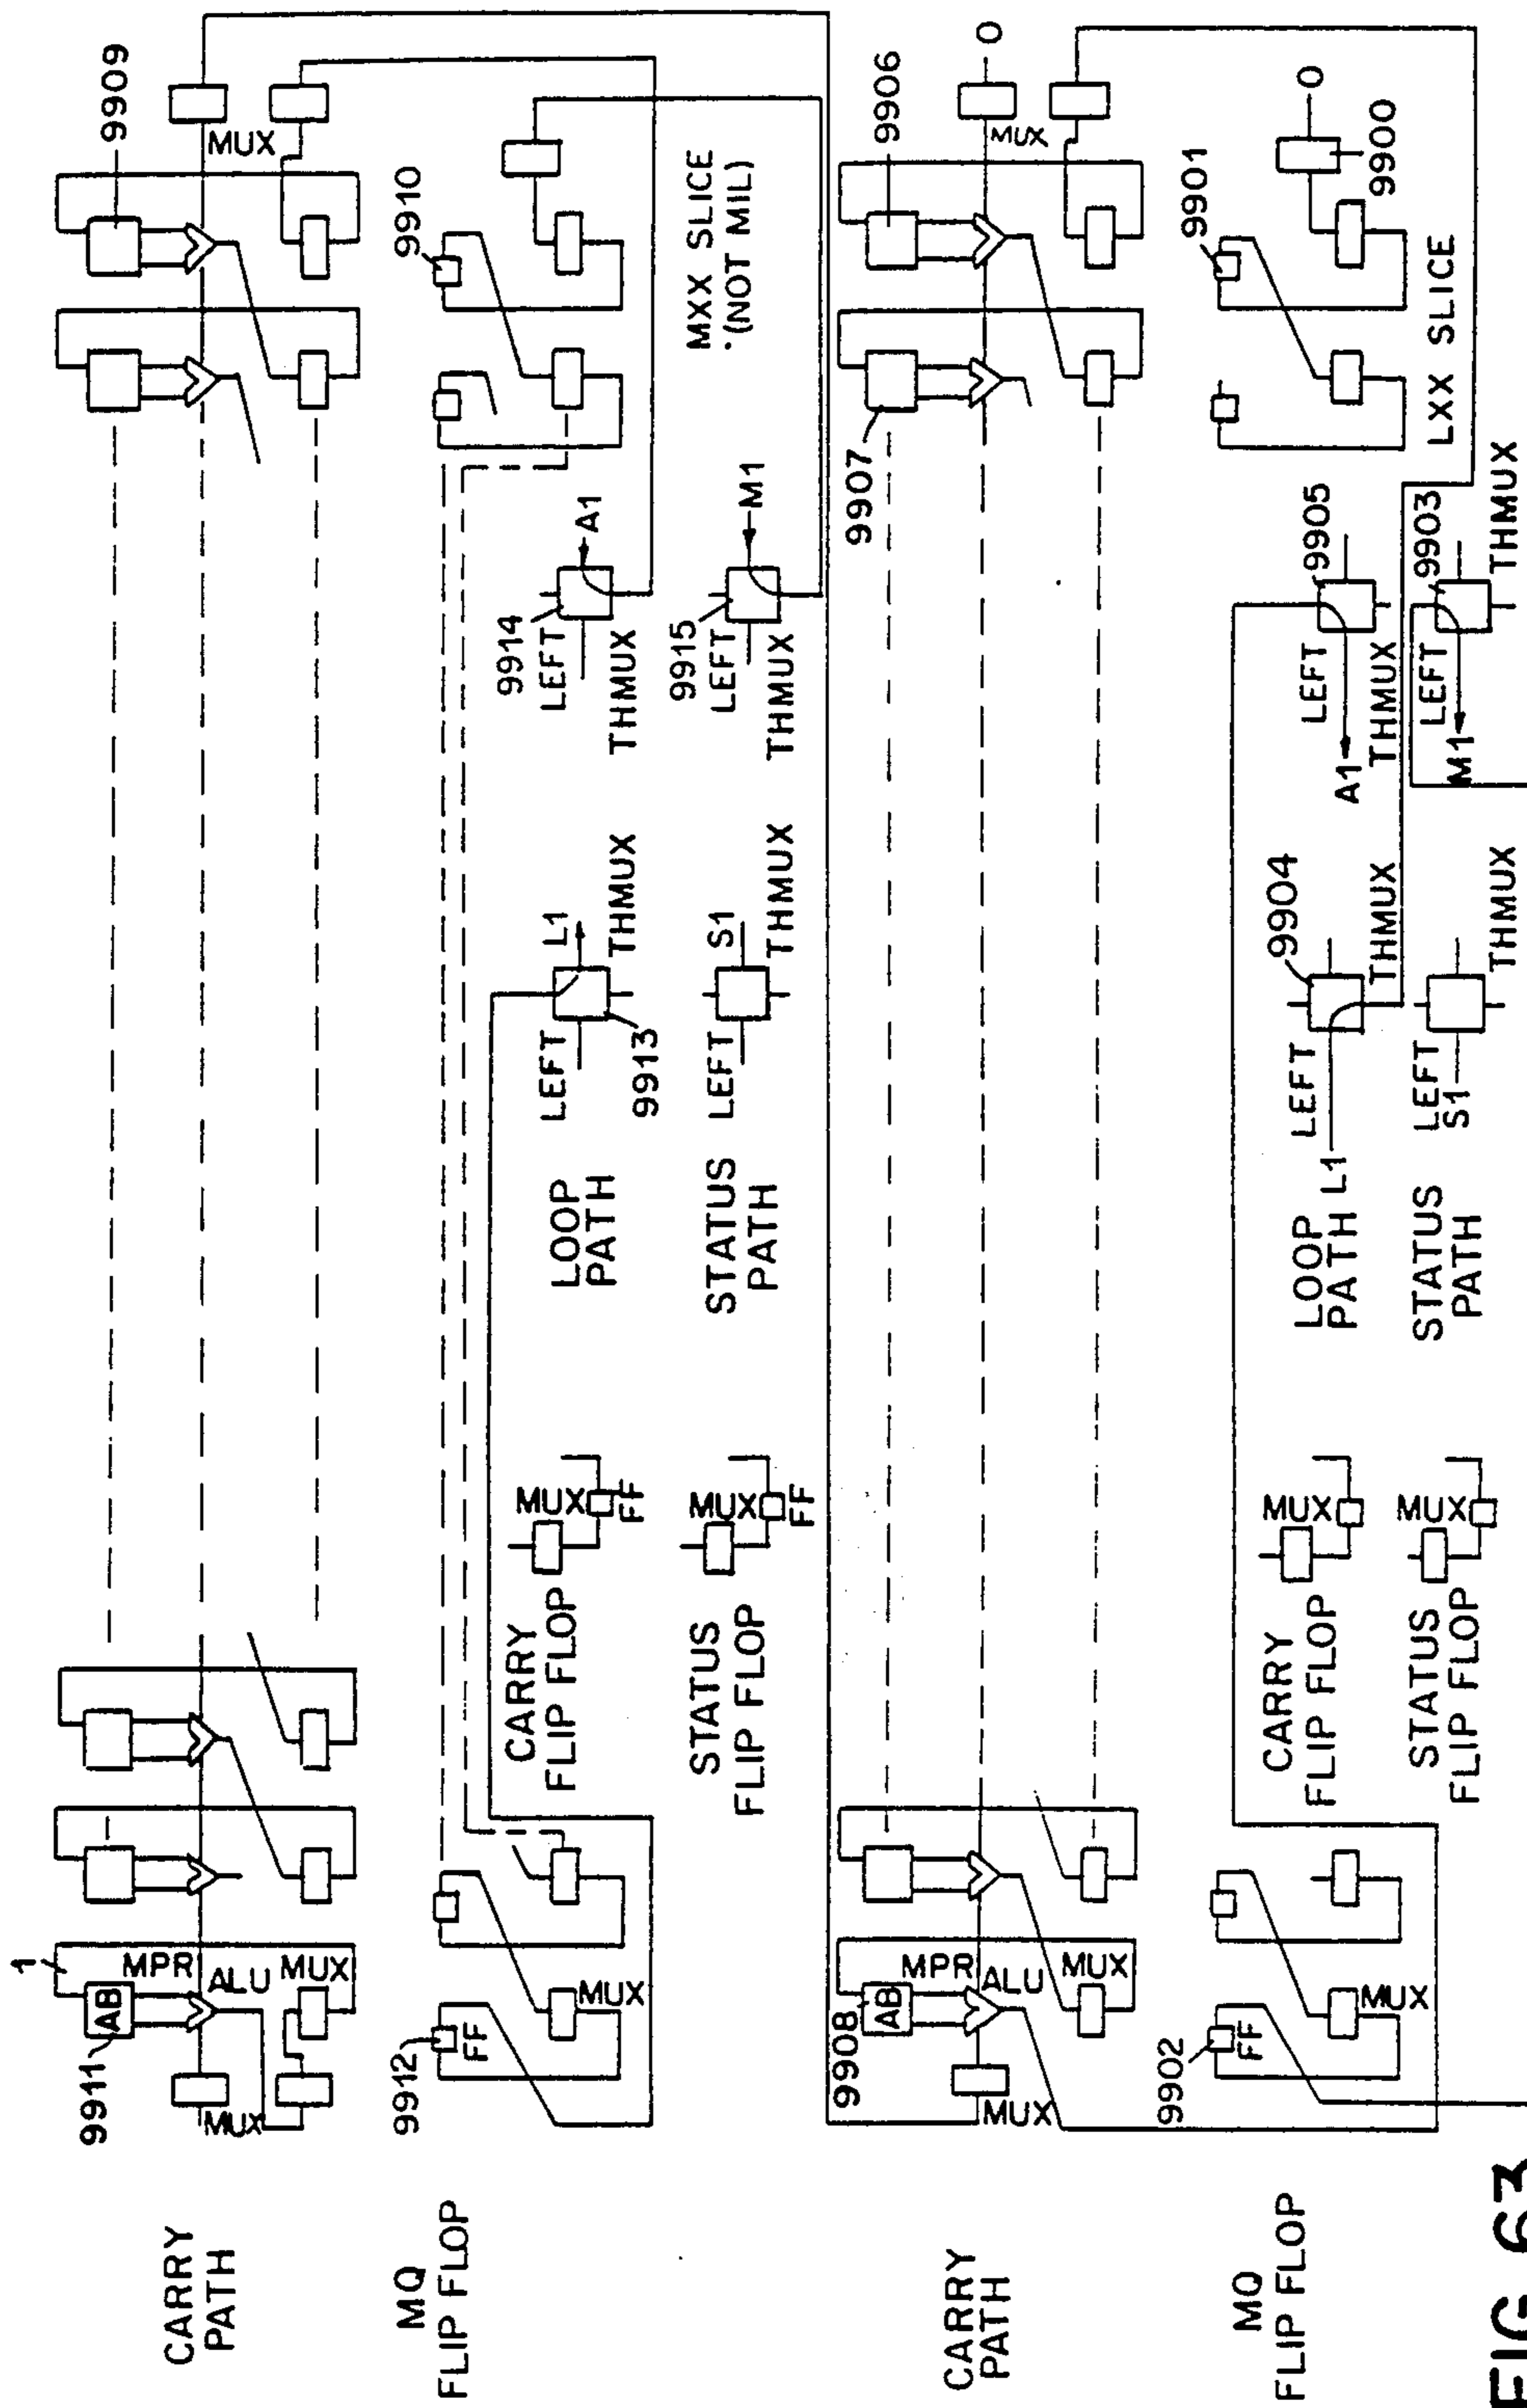 9909
MUX
1
MPR
ALU
MUX
AB
9911
MUX
CARRY
PATH
9910
MXX SLICE
(NOT MIL)
9912
FF
MUX
MQ
FLIP FLOP
9914
LEFT
A1
THMUX
L1
LEFT
9913
THMUX
LOOP
PATH
MUX
FF
CARRY
FLIP FLOP
9915
LEFT
M1
THMUX
LEFT
S1
THMUX
STATUS
PATH
MUX
FF
STATUS
FLIP FLOP
9906
0
MUX
9907
MPR
ALU
MUX
AB
9908
MUX
CARRY
PATH
9901
0
9900
LXX SLICE
9902
FF
MUX
MQ
FLIP FLOP
9905
LEFT
A1
THMUX
9904
LEFT
THMUX
LOOP
PATH L1
MUX
CARRY
FLIP FLOP
9903
LEFT
M1
THMUX
LEFT
S1
THMUX
STATUS
PATH
MUX
STATUS
FLIP FLOP
FIG 63